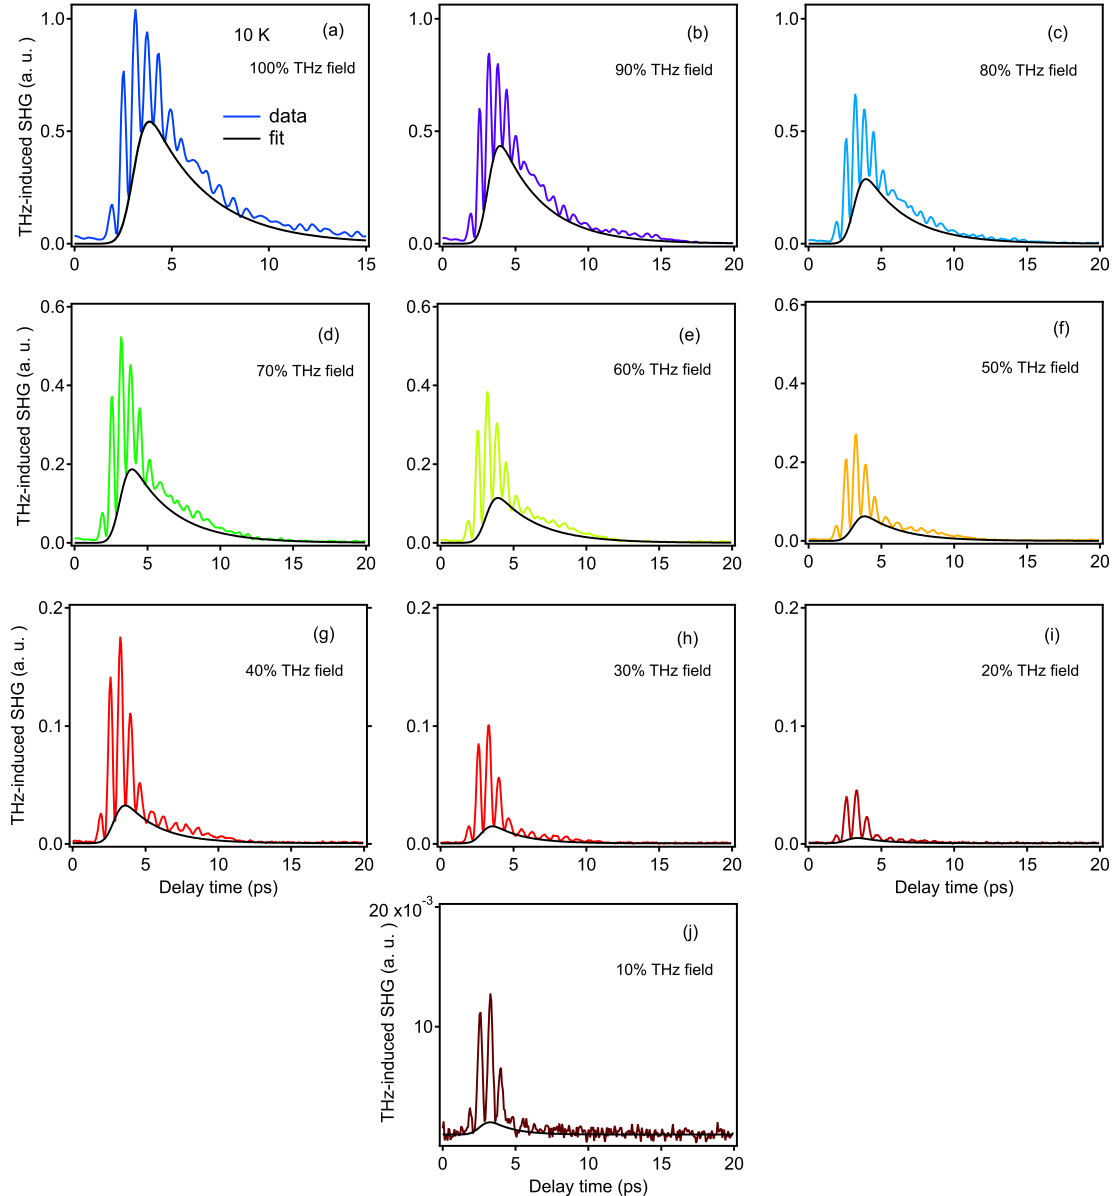 (a)
10 K
100% THz field
data
fit
THz-induced SHG (a. u. )
1.0
0.5
0.0
0 5 10 15
(b)
90% THz field
1.0
0.5
0.0
0 5 10 15 20
(c)
80% THz field
1.0
0.5
0.0
0 5 10 15 20
(d)
70% THz field
THz-induced SHG (a. u. )
0.6
0.4
0.2
0.0
0 5 10 15 20
(e)
60% THz field
0.6
0.4
0.2
0.0
0 5 10 15 20
(f)
50% THz field
0.6
0.4
0.2
0.0
0 5 10 15 20
(g)
40% THz field
THz-induced SHG (a. u. )
0.2
0.1
0.0
0 5 10 15 20
Delay time (ps)
(h)
30% THz field
0.2
0.1
0.0
0 5 10 15 20
(i)
20% THz field
0.2
0.1
0.0
0 5 10 15 20
Delay time (ps)
20 x10⁻³
(j)
10% THz field
THz-induced SHG (a. u. )
10
0 5 10 15 20
Delay time (ps)